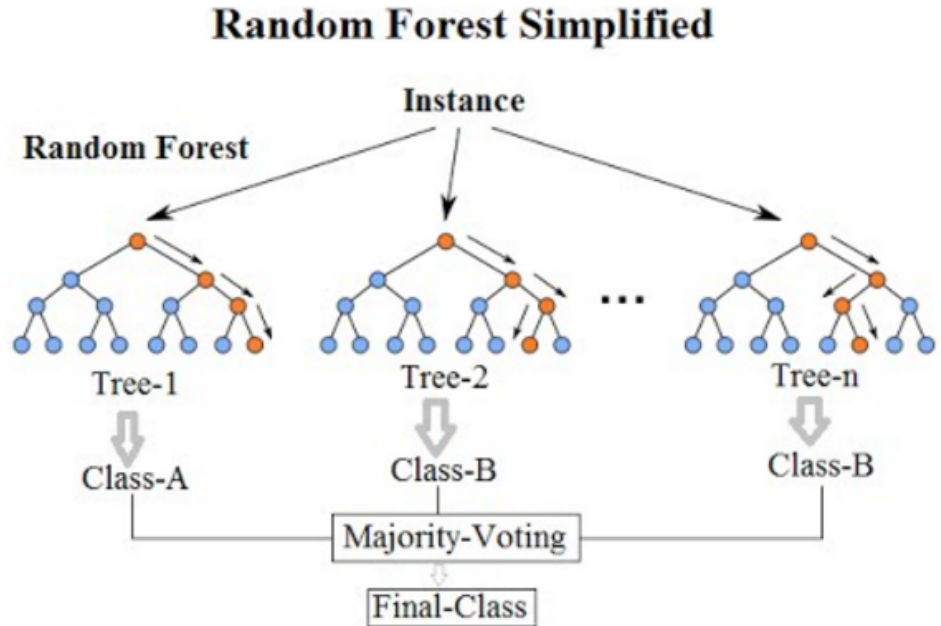 Random Forest Simplified
Instance
Random Forest
...
Tree-1
Tree-2
Tree-n
Class-A
Class-B
Class-B
Majority-Voting
Final-Class